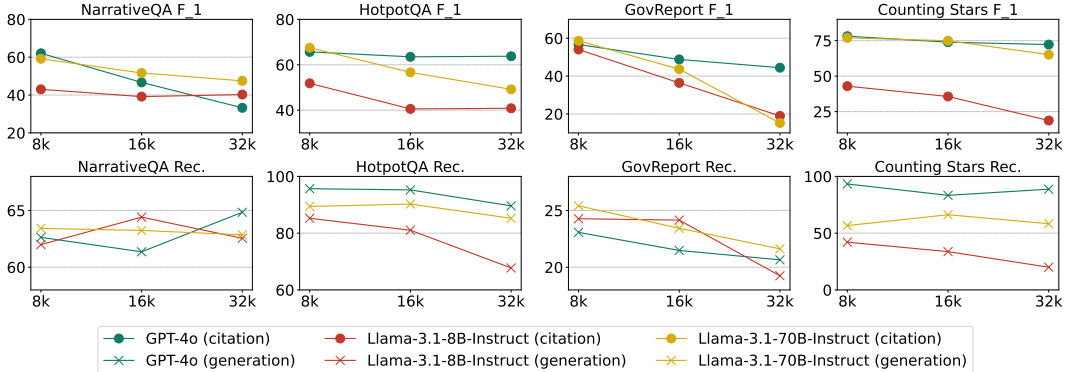 NarrativeQA F_1
HotpotQA F_1
GovReport F_1
Counting Stars F_1
80
60
40
20
8k
16k
32k
80
60
40
8k
16k
32k
60
40
20
8k
16k
32k
75
50
25
8k
16k
32k
NarrativeQA Rec.
HotpotQA Rec.
GovReport Rec.
Counting Stars Rec.
65
60
8k
16k
32k
100
80
60
8k
16k
32k
25
20
8k
16k
32k
100
50
0
8k
16k
32k
GPT-4o (citation)
Llama-3.1-8B-Instruct (citation)
Llama-3.1-70B-Instruct (citation)
GPT-4o (generation)
Llama-3.1-8B-Instruct (generation)
Llama-3.1-70B-Instruct (generation)